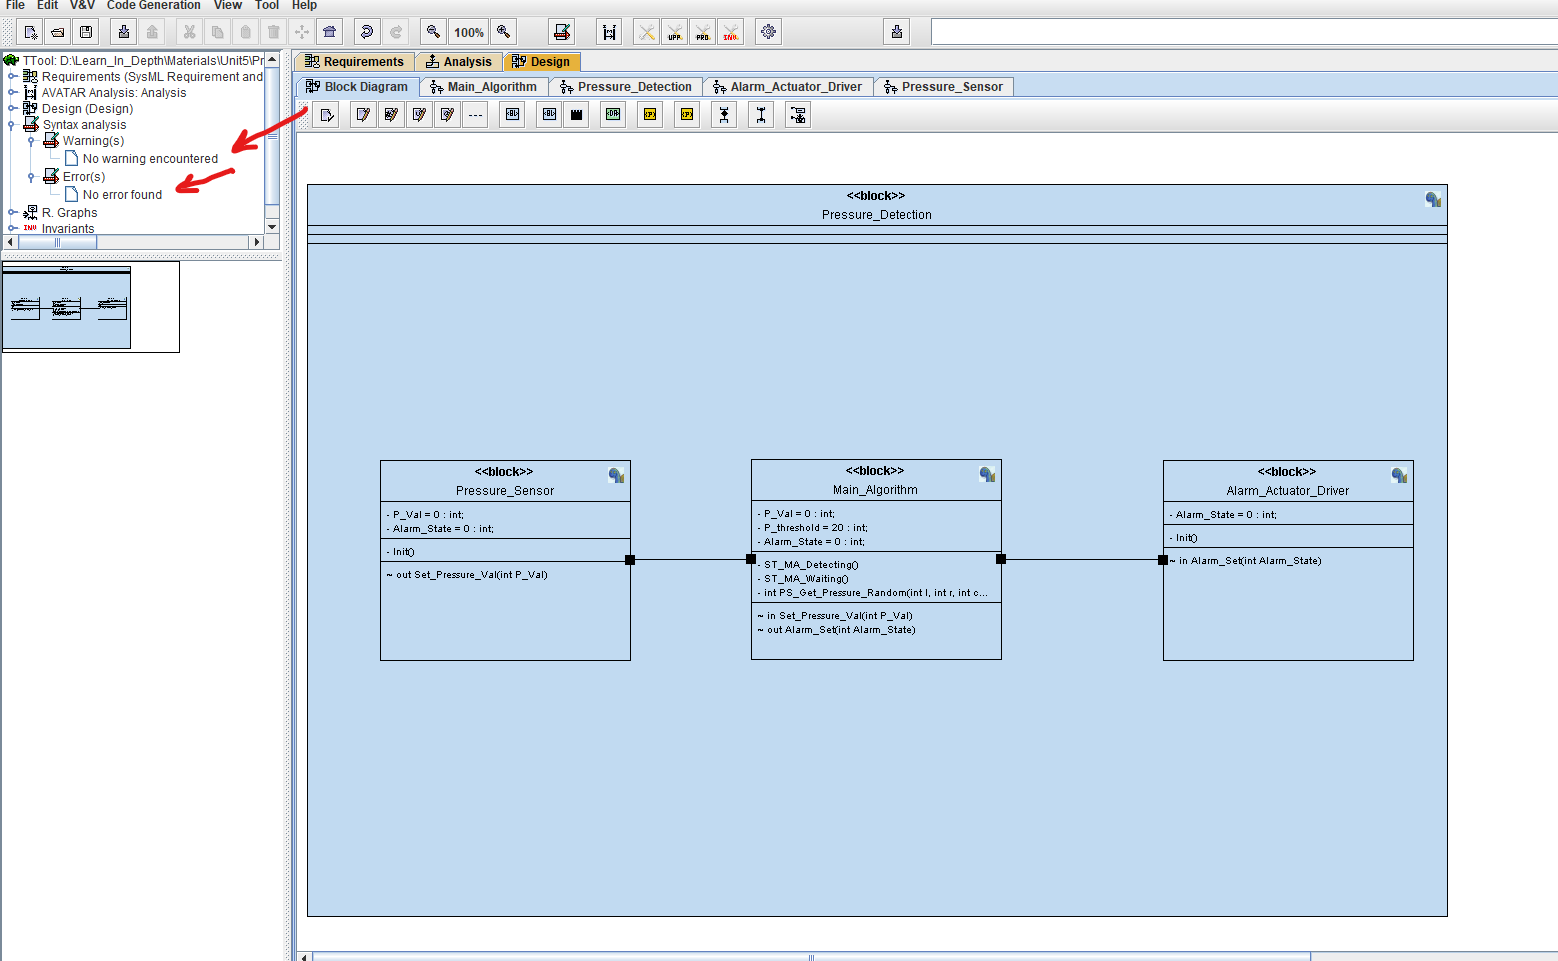 File Edit V&V Code Generation View Tool Help
100%
UPP. PRO. INV.
TTool: D:\Learn_In_Depth\Materials\Unit5\Pr
Requirements (SysML Requirement and
AVATAR Analysis: Analysis
Design (Design)
Syntax analysis
Warning(s)
No warning encountered
Error(s)
No error found
R. Graphs
INV Invariants
Requirements Analysis Design
Block Diagram Main_Algorithm Pressure_Detection Alarm_Actuator_Driver Pressure_Sensor
<<block>>
Pressure_Detection
<<block>>
Pressure_Sensor
- P_Val = 0 : int;
- Alarm_State = 0 : int;
- Init()
~ out Set_Pressure_Val(int P_Val)
<<block>>
Main_Algorithm
- P_Val = 0 : int;
- P_threshold = 20 : int;
- Alarm_State = 0 : int;
- ST_MA_Detecting()
- ST_MA_Waiting()
- int PS_Get_Pressure_Random(int l, int r, int c...
~ in Set_Pressure_Val(int P_Val)
~ out Alarm_Set(int Alarm_State)
<<block>>
Alarm_Actuator_Driver
- Alarm_State = 0 : int;
- Init()
~ in Alarm_Set(int Alarm_State)